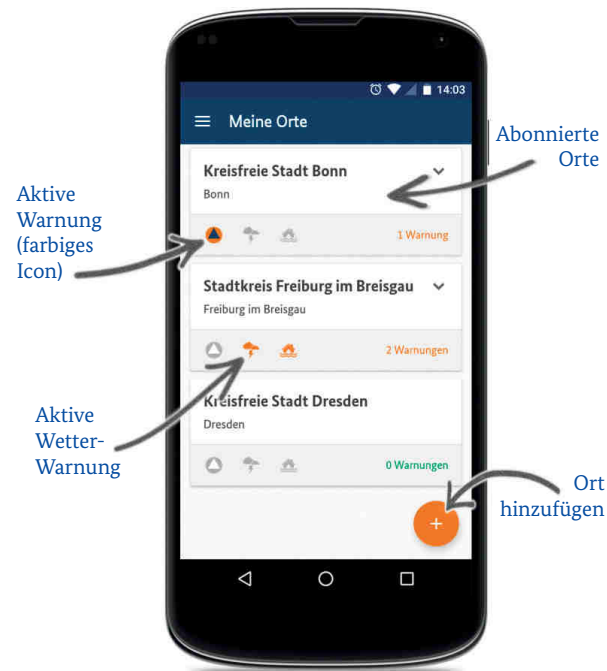 14:03
Meine Orte
Abonnierte
Orte
Kreisfreie Stadt Bonn
Bonn
1 Warnung
Aktive
Warnung
(farbiges
Icon)
Stadtkreis Freiburg im Breisgau
Freiburg im Breisgau
2 Warnungen
Aktive
Wetter-
Warnung
Kreisfreie Stadt Dresden
Dresden
0 Warnungen
Ort
hinzufügen
+